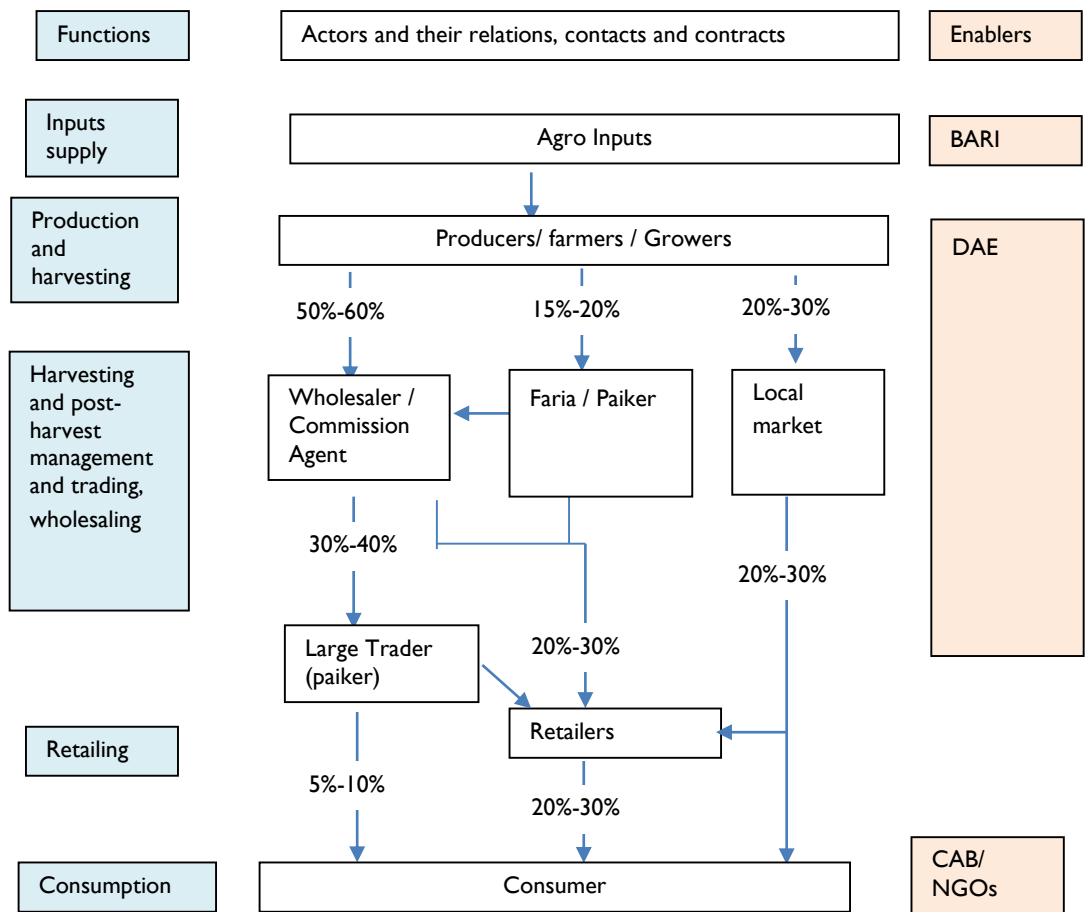 Functions
Actors and their relations, contacts and contracts
Enablers
Inputs
supply
Agro Inputs
BARI
Production
and
harvesting
Producers/ farmers / Growers
DAE
50%-60%
15%-20%
20%-30%
Harvesting
and post-
harvest
management
and trading,
wholesaling
Wholesaler /
Commission
Agent
Faria / Paiker
Local
market
30%-40%
20%-30%
Large Trader
(paiker)
20%-30%
Retailing
Retailers
5%-10%
20%-30%
Consumption
Consumer
CAB/
NGOs